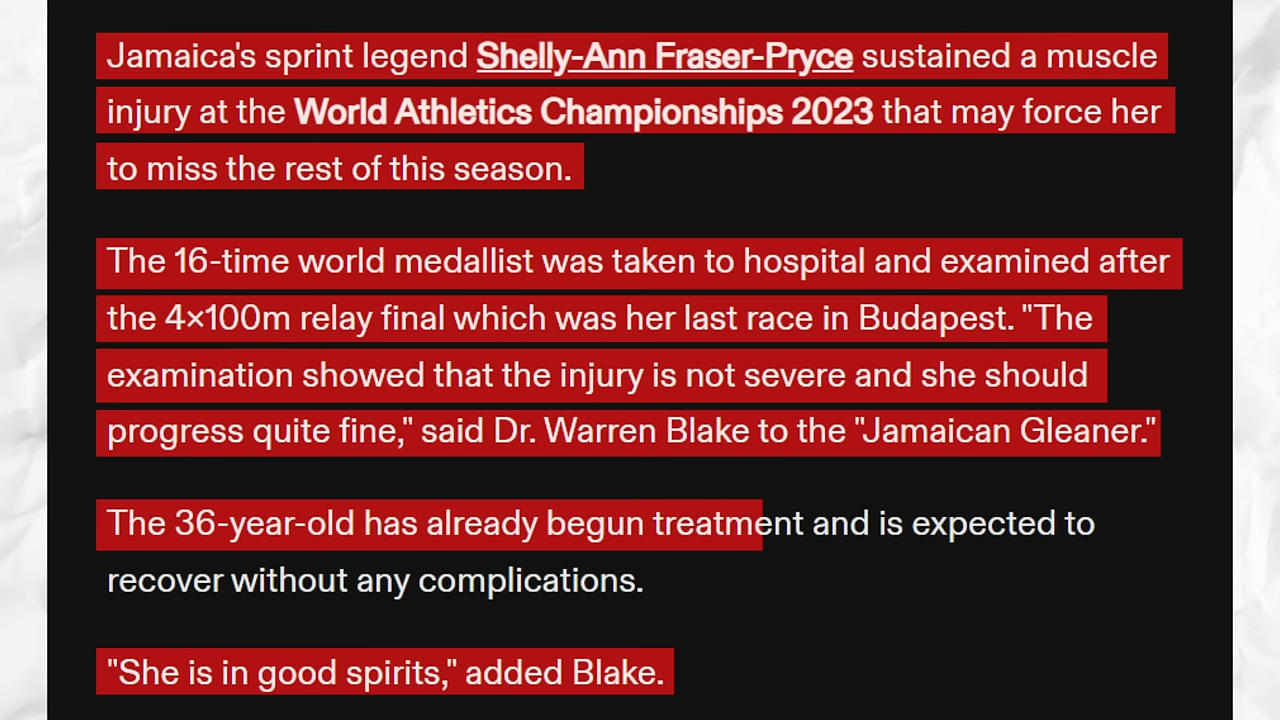 Jamaica's sprint legend Shelly-Ann Fraser-Pryce sustained a muscle
injury at the World Athletics Championships 2023 that may force her
to miss the rest of this season.
The 16-time world medallist was taken to hospital and examined after
the 4×100m relay final which was her last race in Budapest. "The
examination showed that the injury is not severe and she should
progress quite fine," said Dr. Warren Blake to the "Jamaican Gleaner."
The 36-year-old has already begun treatment and is expected to
recover without any complications.
"She is in good spirits," added Blake.